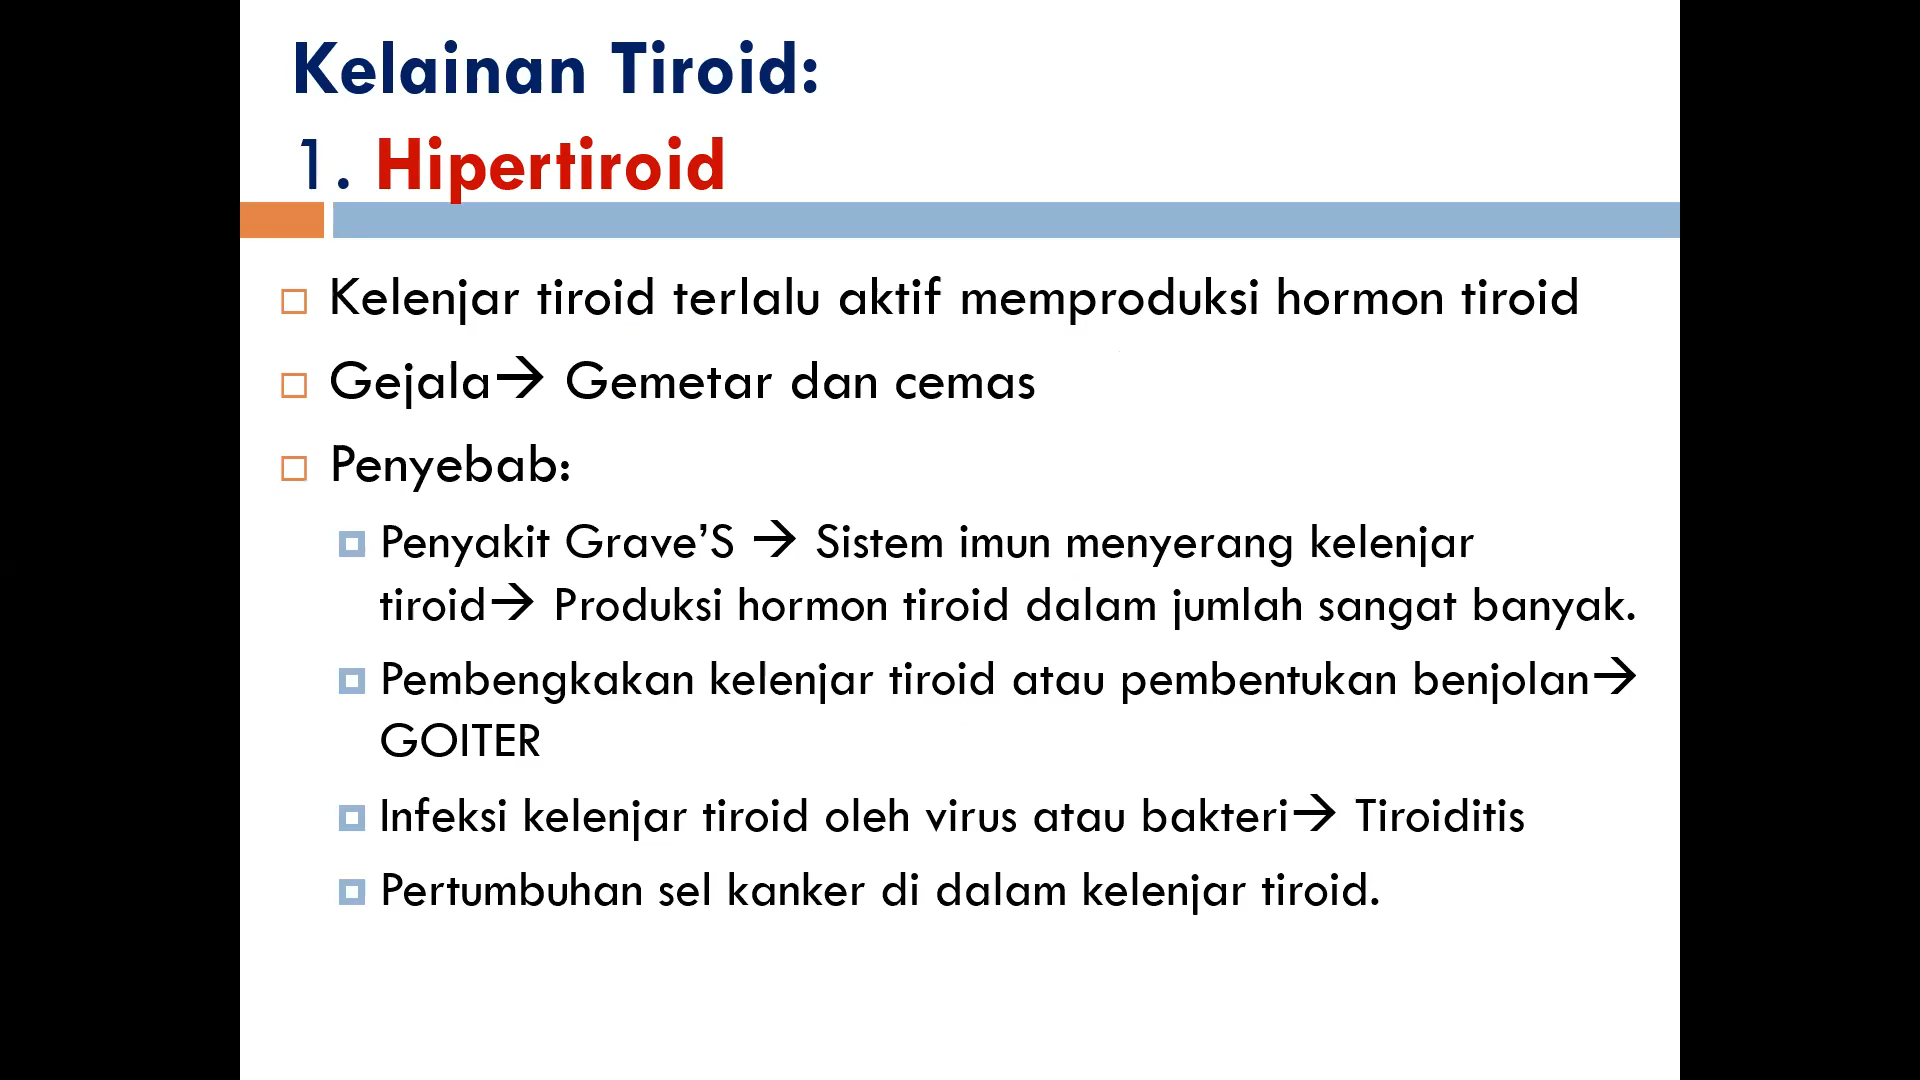 Kelainan Tiroid:
1. Hipertiroid
Kelenjar tiroid terlalu aktif memproduksi hormon tiroid
Gejala→ Gemetar dan cemas
Penyebab:
Penyakit Grave’S → Sistem imun menyerang kelenjar
tiroid→ Produksi hormon tiroid dalam jumlah sangat banyak.
Pembengkakan kelenjar tiroid atau pembentukan benjolan→
GOITER
Infeksi kelenjar tiroid oleh virus atau bakteri→ Tiroiditis
Pertumbuhan sel kanker di dalam kelenjar tiroid.